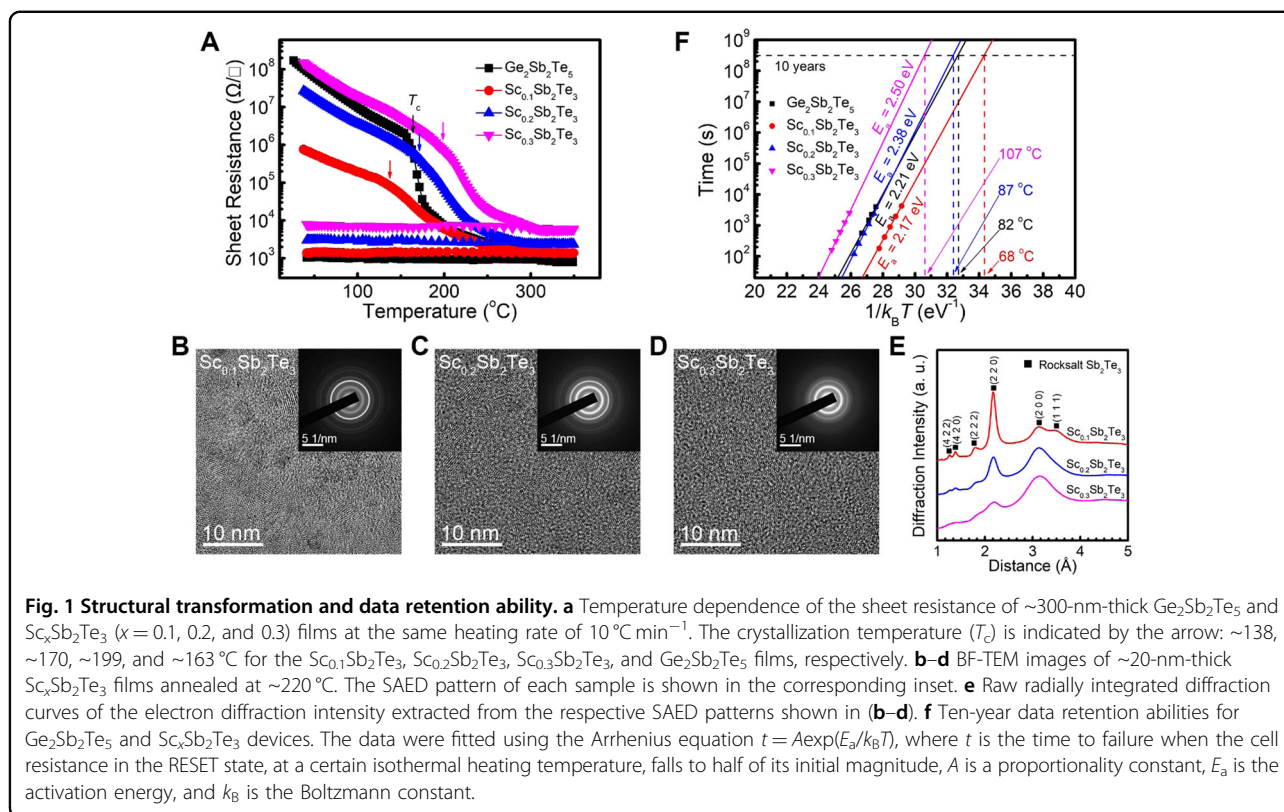 A
Sheet Resistance (Ω/□)
10⁸
10⁷
10⁶
10⁵
10⁴
10³
100
200
300
Temperature (°C)
T_c
Ge₂Sb₂Te₅
Sc₀.₁Sb₂Te₃
Sc₀.₂Sb₂Te₃
Sc₀.₃Sb₂Te₃
F
Time (s)
10⁹
10⁸
10⁷
10⁶
10⁵
10⁴
10³
10²
10 years
Ge₂Sb₂Te₅
Sc₀.₁Sb₂Te₃
Sc₀.₂Sb₂Te₃
Sc₀.₃Sb₂Te₃
E_a = 2.50 eV
E_a = 2.38 eV
E_a = 2.21 eV
E_a = 2.17 eV
107 °C
87 °C
82 °C
68 °C
20 22 24 26 28 30 32 34 36 38 40
1/k_BT (eV⁻¹)
B
Sc₀.₁Sb₂Te₃
5 1/nm
10 nm
C
Sc₀.₂Sb₂Te₃
5 1/nm
10 nm
D
Sc₀.₃Sb₂Te₃
5 1/nm
10 nm
E
Diffraction Intensity (a. u.)
Rocksalt Sb₂Te₃
(4 2 2)
(4 2 0)
(2 2 2)
(2 2 0)
(2 0 0)
(1 1 1)
Sc₀.₁Sb₂Te₃
Sc₀.₂Sb₂Te₃
Sc₀.₃Sb₂Te₃
1 2 3 4 5
Distance (Å)
Fig. 1 Structural transformation and data retention ability. a Temperature dependence of the sheet resistance of ~300-nm-thick Ge₂Sb₂Te₅ and
ScₓSb₂Te₃ (x = 0.1, 0.2, and 0.3) films at the same heating rate of 10 °C min⁻¹. The crystallization temperature (T_c) is indicated by the arrow: ~138,
~170, ~199, and ~163 °C for the Sc₀.₁Sb₂Te₃, Sc₀.₂Sb₂Te₃, Sc₀.₃Sb₂Te₃, and Ge₂Sb₂Te₅ films, respectively. b–d BF-TEM images of ~20-nm-thick
ScₓSb₂Te₃ films annealed at ~220 °C. The SAED pattern of each sample is shown in the corresponding inset. e Raw radially integrated diffraction
curves of the electron diffraction intensity extracted from the respective SAED patterns shown in (b–d). f Ten-year data retention abilities for
Ge₂Sb₂Te₅ and ScₓSb₂Te₃ devices. The data were fitted using the Arrhenius equation t = Aexp(E_a/k_BT), where t is the time to failure when the cell
resistance in the RESET state, at a certain isothermal heating temperature, falls to half of its initial magnitude, A is a proportionality constant, E_a is the
activation energy, and k_B is the Boltzmann constant.